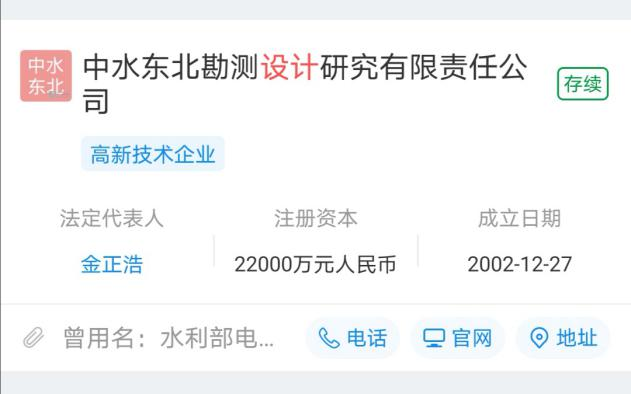 中水
东北
中水东北勘测设计研究有限责任公
司
存续
高新技术企业
法定代表人 注册资本 成立日期
金正浩 22000万元人民币 2002-12-27
曾用名：水利部电... 电话 官网 地址